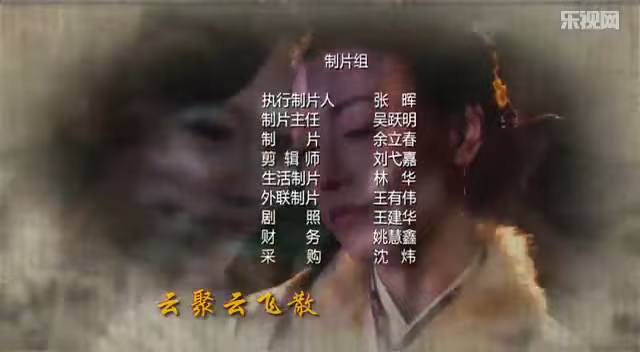 乐视网
制片组
执行制片人 张 晖
制片主任 吴跃明
制 片 余立春
剪 辑 师 刘弋嘉
生活制片 林 华
外联制片 王有伟
剧 照 王建华
财 务 姚慧鑫
采 购 沈 炜
云聚云飞散